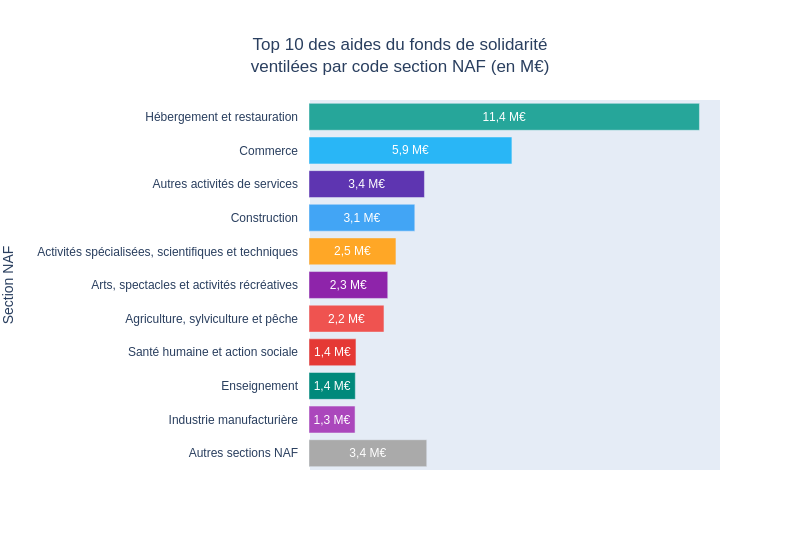 Top 10 des aides du fonds de solidarité
ventilées par code section NAF (en M€)
Section NAF
Hébergement et restauration 11,4 M€
Commerce 5,9 M€
Autres activités de services 3,4 M€
Construction 3,1 M€
Activités spécialisées, scientifiques et techniques 2,5 M€
Arts, spectacles et activités récréatives 2,3 M€
Agriculture, sylviculture et pêche 2,2 M€
Santé humaine et action sociale 1,4 M€
Enseignement 1,4 M€
Industrie manufacturière 1,3 M€
Autres sections NAF 3,4 M€